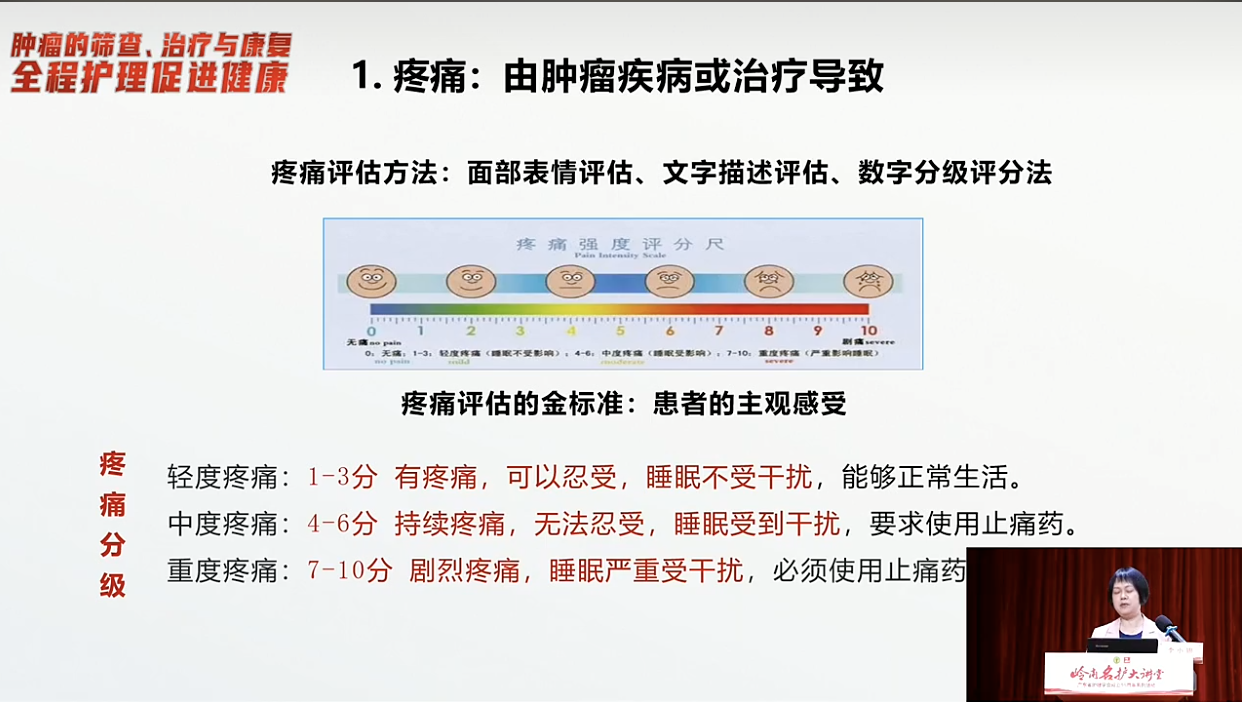 肿瘤的筛查、治疗与康复
全程护理促进健康
1. 疼痛：由肿瘤疾病或治疗导致
疼痛评估方法：面部表情评估、文字描述评估、数字分级评分法
疼痛强度评分尺
Pain Intensity Scale
0 1 2 3 4 5 6 7 8 9 10
无痛no pain
剧痛severe
0：无痛；1-3：轻度疼痛（睡眠不受影响）；4-6：中度疼痛（睡眠受影响）；7-10：重度疼痛（严重影响睡眠）
no pain mild moderate severe
疼痛评估的金标准：患者的主观感受
疼痛分级
轻度疼痛：1-3分 有疼痛，可以忍受，睡眠不受干扰，能够正常生活。
中度疼痛：4-6分 持续疼痛，无法忍受，睡眠受到干扰，要求使用止痛药。
重度疼痛：7-10分 剧烈疼痛，睡眠严重受干扰，必须使用止痛药
岭南名护大讲堂